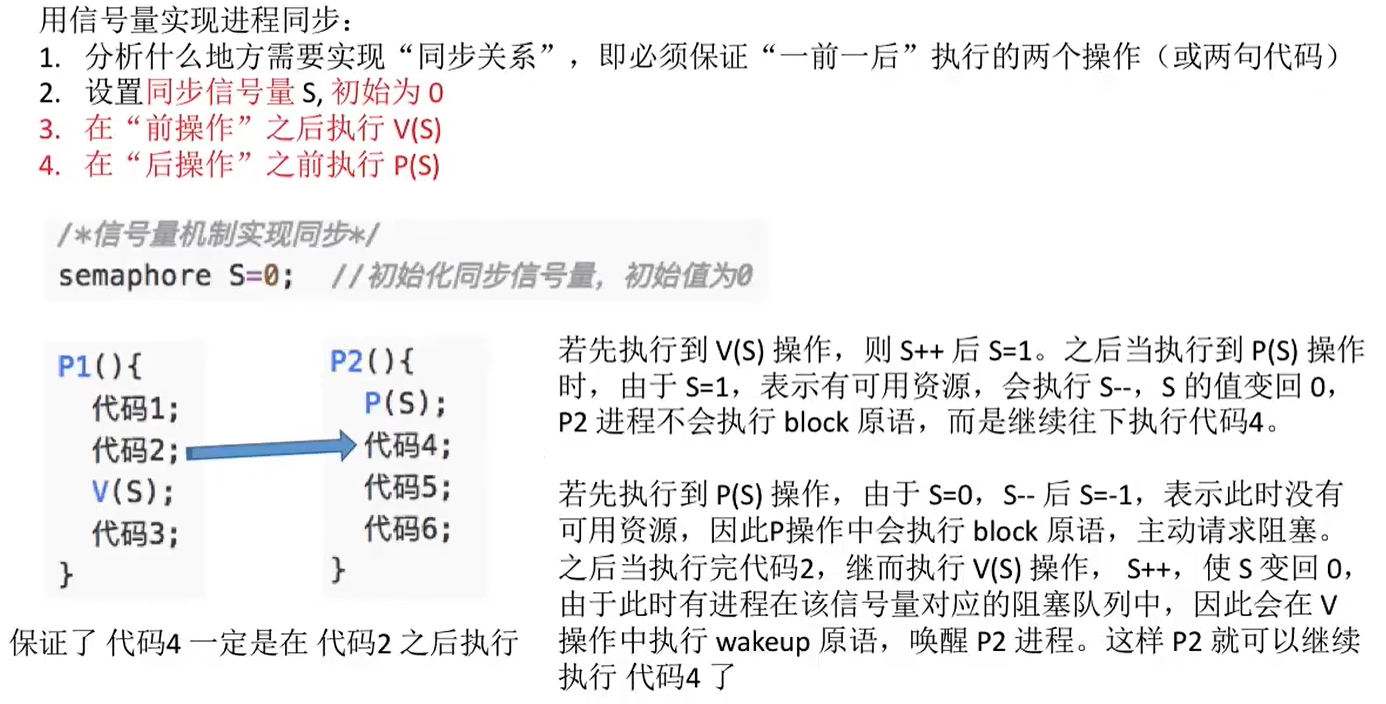 用信号量实现进程同步：
1. 分析什么地方需要实现“同步关系”，即必须保证“一前一后”执行的两个操作（或两句代码）
2. 设置同步信号量 S, 初始为 0
3. 在“前操作”之后执行 V(S)
4. 在“后操作”之前执行 P(S)
/*信号量机制实现同步*/
semaphore S=0; //初始化同步信号量，初始值为0
P1(){
代码1;
代码2;
V(S);
代码3;
}
P2(){
P(S);
代码4;
代码5;
代码6;
}
保证了 代码4 一定是在 代码2 之后执行
若先执行到 V(S) 操作，则 S++ 后 S=1。之后当执行到 P(S) 操作
时，由于 S=1，表示有可用资源，会执行 S--，S 的值变回 0，
P2 进程不会执行 block 原语，而是继续往下执行代码4。
若先执行到 P(S) 操作，由于 S=0，S-- 后 S=-1，表示此时没有
可用资源，因此P操作中会执行 block 原语，主动请求阻塞。
之后当执行完代码2，继而执行 V(S) 操作， S++，使 S 变回 0，
由于此时有进程在该信号量对应的阻塞队列中，因此会在 V
操作中执行 wakeup 原语，唤醒 P2 进程。这样 P2 就可以继续
执行 代码4 了